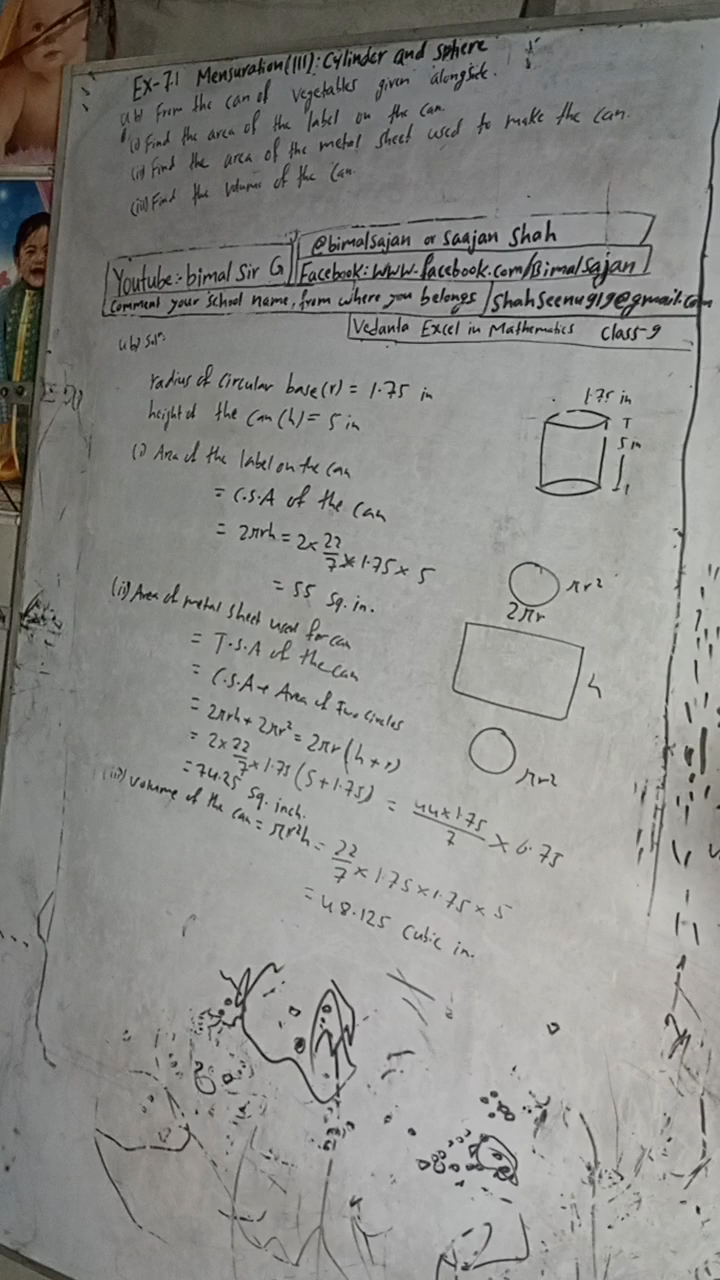 EX-7.1 Mensuration(III): Cylinder and sphere
4 b) From the can of vegetables given alongside.
(i) Find the area of the label on the can.
(ii) Find the area of the metal sheet used to make the can.
(iii) Find the volume of the can.
@bimalsajan or Saajan Shah
Youtube:- bimal Sir G
Facebook: www.facebook.com/Bimalsajan
Comment your school name, from where you belongs
shahseenu919@gmail.com
Vedanta Excel in Mathematics class-9
4 b) Solⁿ:
radius of circular base(r) = 1.75 in
height of the can (h) = 5 in
1.75 in
5 in
(i) Area of the label on the can
= C.S.A of the can
= 2πrh = 2× 22/7 × 1.75 × 5
= 55 sq. in.
(ii) Area of metal sheet used for can
= T.S.A of the can
= C.S.A + Area of Two circles
= 2πrh + 2πr² = 2πr(h+r)
= 2× 22/7 × 1.75 (5+1.75) = 44×1.75/7 × 6.75
= 74.25 sq. inch.
πr²
2πr
h
πr²
(iii) volume of the can = πr²h = 22/7 × 1.75 × 1.75 × 5
= 48.125 cubic in.